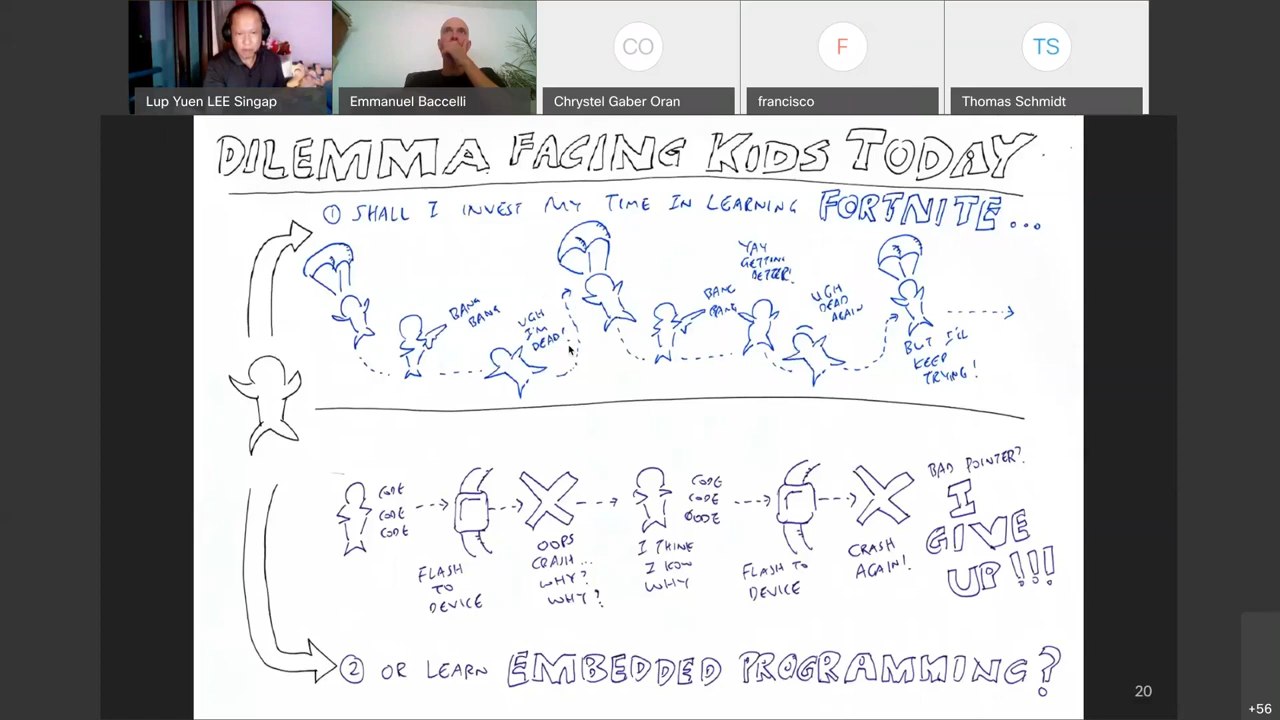 CO
F
TS
Lup Yuen LEE Singap
Emmanuel Baccelli
Chrystel Gaber Oran
francisco
Thomas Schmidt
DILEMMA FACING KIDS TODAY
① SHALL I INVEST MY TIME IN LEARNING FORTNITE...
BANG
BANG
UGH
I'M
DEAD!
BANG
BANG
YAY
GETTING
BETTER!
UGH
DEAD
AGAIN
BUT I'LL
KEEP
TRYING!
CODE
CODE
CODE
FLASH
TO
DEVICE
OOPS
CRASH...
WHY?
WHY?
I THINK
I KNOW
WHY
CODE
CODE
CODE
FLASH TO
DEVICE
CRASH
AGAIN!
BAD POINTER?
I
GIVE
UP!!!
② OR LEARN EMBEDDED PROGRAMMING?
20
+56